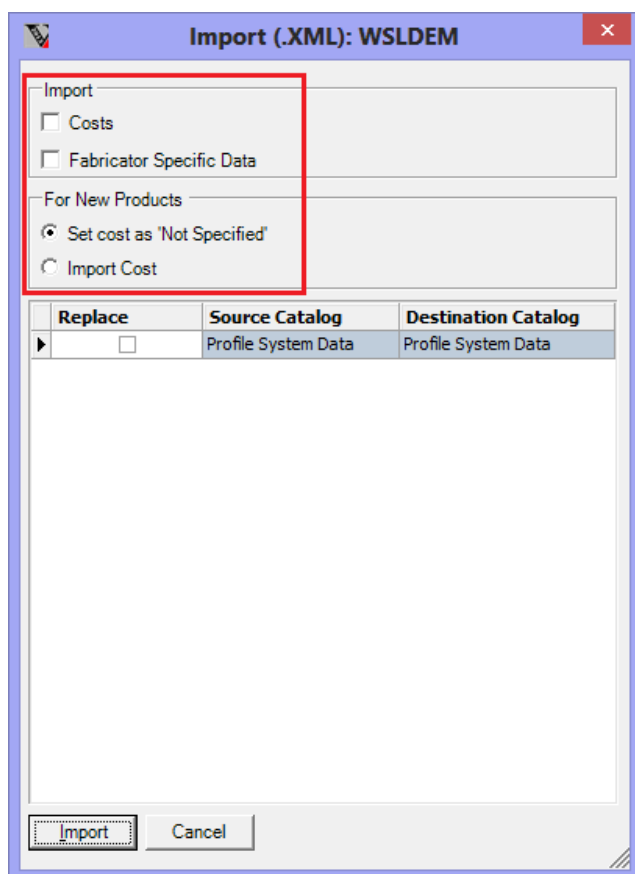 Import (.XML): WSLDEM
Import
Costs
Fabricator Specific Data
For New Products
Set cost as 'Not Specified'
Import Cost
Replace Source Catalog Destination Catalog
Profile System Data Profile System Data
Import Cancel